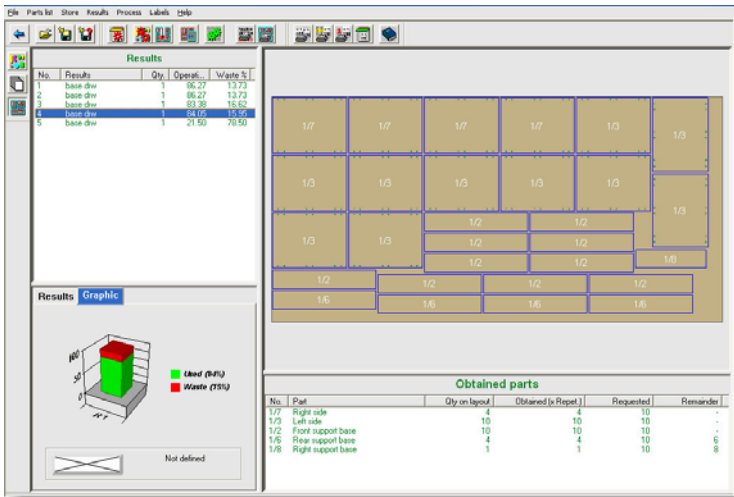 File Parts list Store Results Process Labels Help
Results
No. Results Qty. Operati... Waste %
1 base drw 1 86.27 13.73
2 base drw 1 86.27 13.73
3 base drw 1 83.38 16.62
4 base drw 1 84.05 15.95
5 base drw 1 21.50 78.50
1/7 1/7 1/7 1/7 1/3 1/3
1/3 1/3 1/3 1/3 1/3 1/3
1/3 1/3 1/2 1/2
1/2 1/2
1/2 1/2 1/8
1/2 1/2 1/2 1/2
1/6 1/6 1/6 1/6
Results Graphic
100
50
0
Used (84%)
Waste (15%)
Not defined
Obtained parts
No. Part Qty on layout Obtained (x Repet.) Requested Remainder
1/7 Right side 4 4 10 -
1/3 Left side 10 10 10 -
1/2 Front support base 10 10 10 -
1/6 Rear support base 4 4 10 6
1/8 Right support base 1 1 10 8